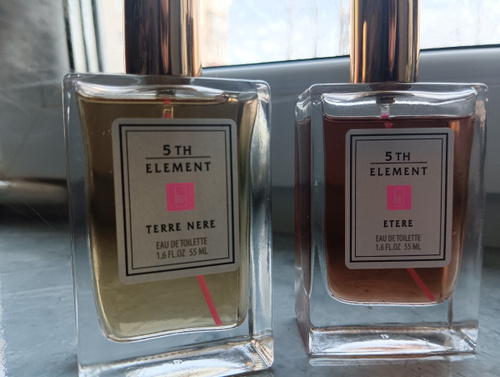 5TH
ELEMENT
TERRE NERE
EAU DE TOILETTE
1.6 FL.OZ 55 ML
5TH
ELEMENT
ETERE
EAU DE TOILETTE
1.6 FL.OZ 55 ML